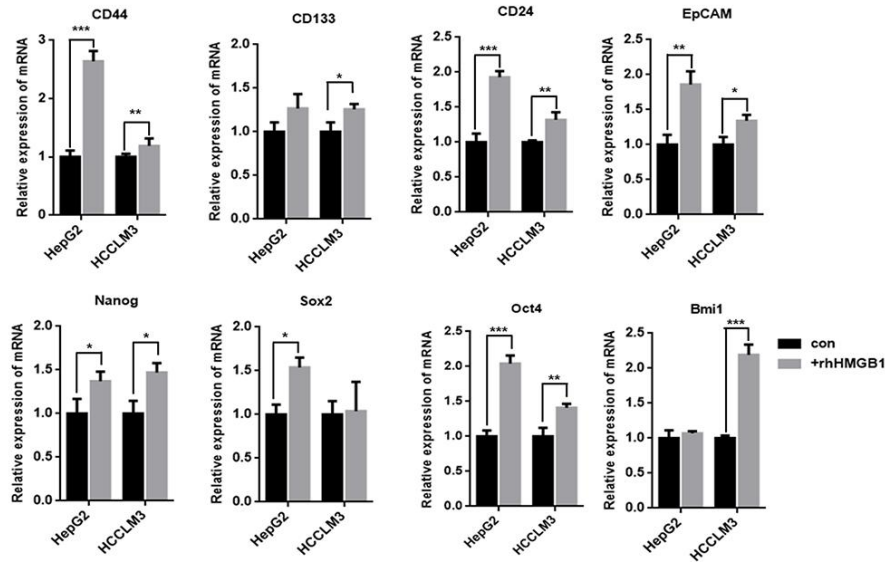 CD44
Relative expression of mRNA
3
2
1
0
***
**
HepG2
HCCLM3
CD133
Relative expression of mRNA
2.0
1.5
1.0
0.5
0.0
*
HepG2
HCCLM3
CD24
Relative expression of mRNA
2.5
2.0
1.5
1.0
0.5
0.0
***
**
HepG2
HCCLM3
EpCAM
Relative expression of mRNA
2.5
2.0
1.5
1.0
0.5
0.0
**
*
HepG2
HCCLM3
Nanog
Relative expression of mRNA
2.0
1.5
1.0
0.5
0.0
*
*
HepG2
HCCLM3
Sox2
Relative expression of mRNA
2.0
1.5
1.0
0.5
0.0
*
HepG2
HCCLM3
Oct4
Relative expression of mRNA
2.5
2.0
1.5
1.0
0.5
0.0
***
**
HepG2
HCCLM3
Bmi1
Relative expression of mRNA
2.5
2.0
1.5
1.0
0.5
0.0
***
HepG2
HCCLM3
con
+rhHMGB1